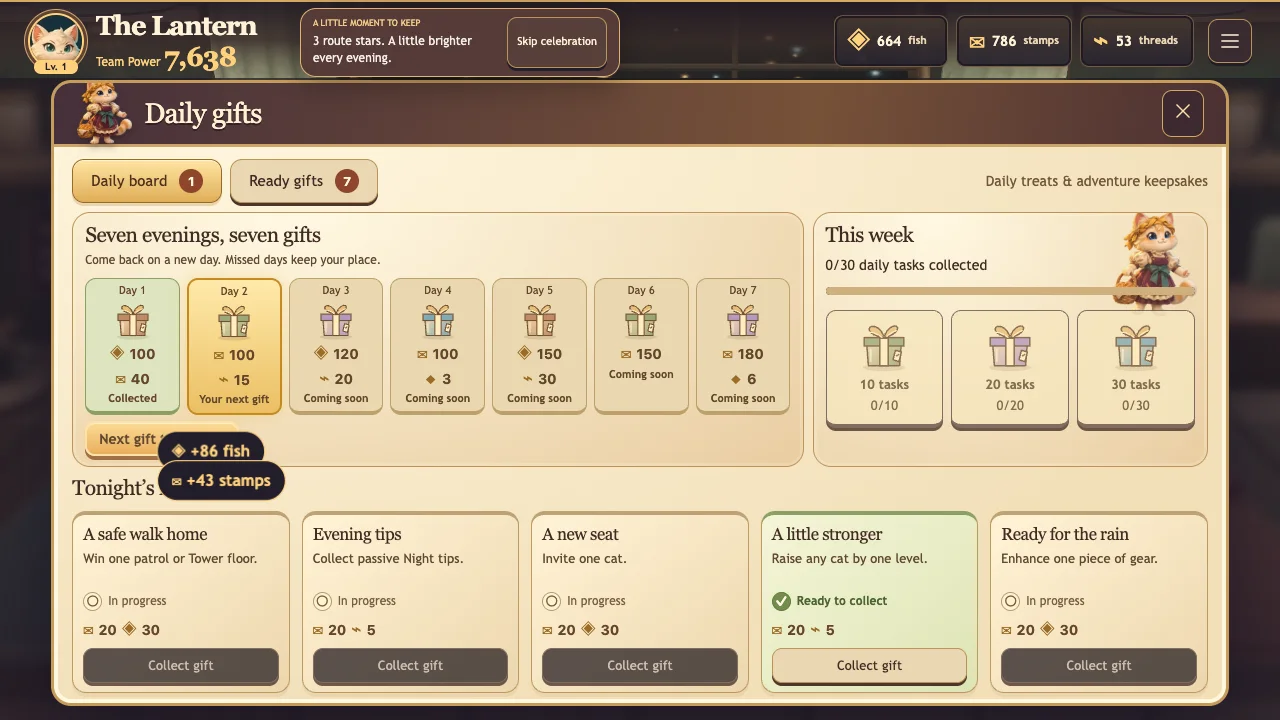 The Lantern
Lv. 1
Team Power 7,638
A LITTLE MOMENT TO KEEP
3 route stars. A little brighter
every evening.
Skip celebration
664 fish
786 stamps
53 threads
Daily gifts
Daily board 1
Ready gifts 7
Daily treats & adventure keepsakes
Seven evenings, seven gifts
Come back on a new day. Missed days keep your place.
Day 1
100
40
Collected
Day 2
100
15
Your next gift
Day 3
120
20
Coming soon
Day 4
100
3
Coming soon
Day 5
150
30
Coming soon
Day 6
150
Coming soon
Day 7
180
6
Coming soon
Next gift
+86 fish
+43 stamps
This week
0/30 daily tasks collected
10 tasks
0/10
20 tasks
0/20
30 tasks
0/30
Tonight's
A safe walk home
Win one patrol or Tower floor.
In progress
20 30
Collect gift
Evening tips
Collect passive Night tips.
In progress
20 5
Collect gift
A new seat
Invite one cat.
In progress
20 30
Collect gift
A little stronger
Raise any cat by one level.
Ready to collect
20 5
Collect gift
Ready for the rain
Enhance one piece of gear.
In progress
20 30
Collect gift